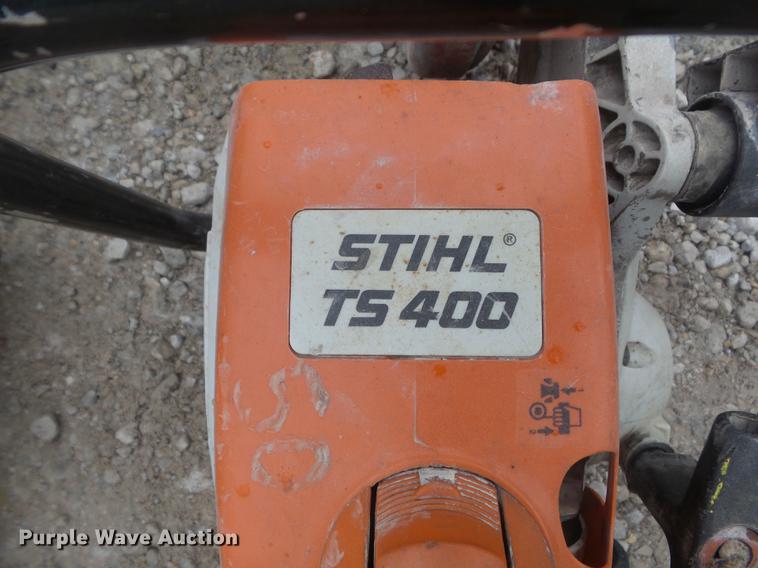 STIHL®
TS 400
Purple Wave Auction